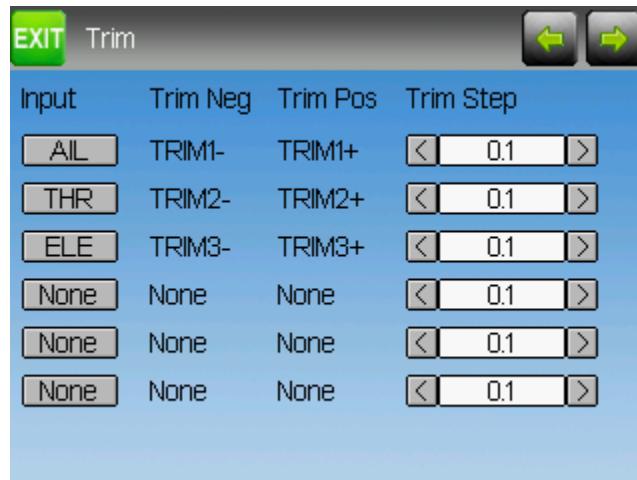 EXIT Trim
Input Trim Neg Trim Pos Trim Step
AIL TRIM1- TRIM1+ < 0.1 >
THR TRIM2- TRIM2+ < 0.1 >
ELE TRIM3- TRIM3+ < 0.1 >
None None None < 0.1 >
None None None < 0.1 >
None None None < 0.1 >